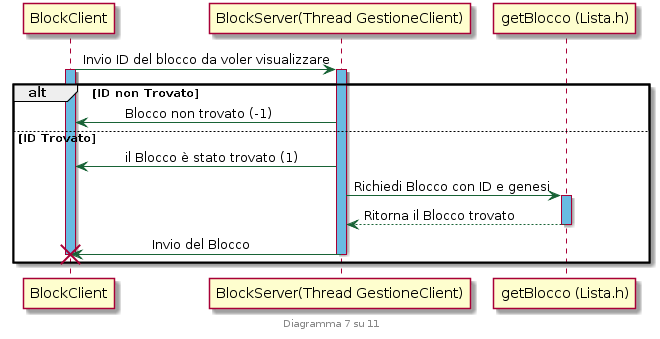 BlockClient
BlockServer(Thread GestioneClient)
getBlocco (Lista.h)
Invio ID del blocco da voler visualizzare
alt
[ID non Trovato]
Blocco non trovato (-1)
[ID Trovato]
il Blocco è stato trovato (1)
Richiedi Blocco con ID e genesi
Ritorna il Blocco trovato
Invio del Blocco
BlockClient
BlockServer(Thread GestioneClient)
getBlocco (Lista.h)
Diagramma 7 su 11